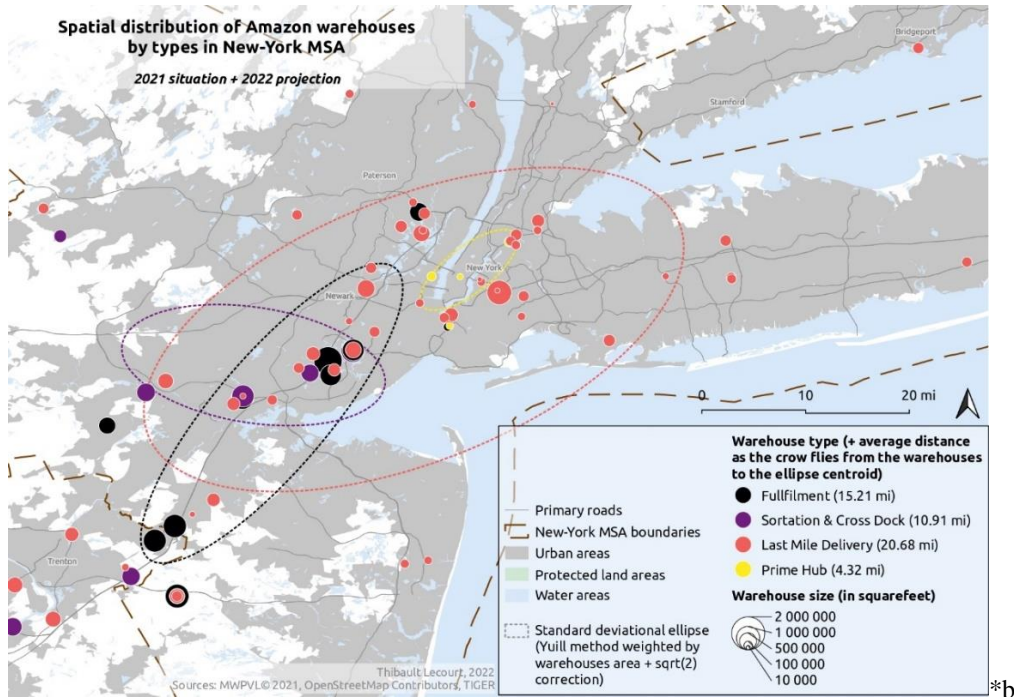 Spatial distribution of Amazon warehouses
by types in New-York MSA
2021 situation + 2022 projection
Bridgeport
Stamford
Paterson
New York
Newark
Trenton
0 10 20 mi
Primary roads
New-York MSA boundaries
Urban areas
Protected land areas
Water areas
Standard deviational ellipse
(Yuill method weighted by
warehouses area + sqrt(2)
correction)
Warehouse type (+ average distance
as the crow flies from the warehouses
to the ellipse centroid)
Fullfilment (15.21 mi)
Sortation & Cross Dock (10.91 mi)
Last Mile Delivery (20.68 mi)
Prime Hub (4.32 mi)
Warehouse size (in squarefeet)
2 000 000
1 000 000
500 000
100 000
10 000
Thibault Lecourt, 2022
Sources: MWPVL© 2021, OpenStreetMap Contributors, TIGER
*b